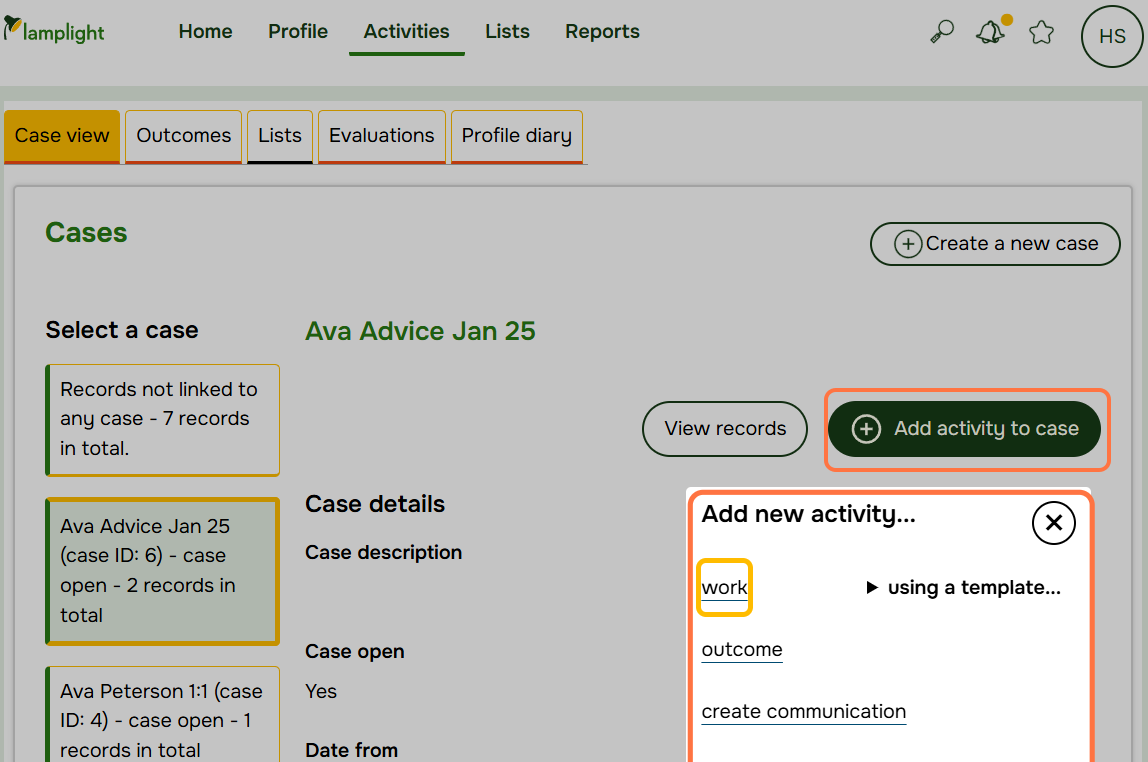 lamplight
Home
Profile
Activities
Lists
Reports
HS
Case view
Outcomes
Lists
Evaluations
Profile diary
Cases
Create a new case
Select a case
Records not linked to
any case - 7 records
in total.
Ava Advice Jan 25
(case ID: 6) - case
open - 2 records in
total
Ava Peterson 1:1 (case
ID: 4) - case open - 1
records in total
Ava Advice Jan 25
View records
Add activity to case
Case details
Case description
Case open
Yes
Date from
Add new activity...
work
using a template...
outcome
create communication